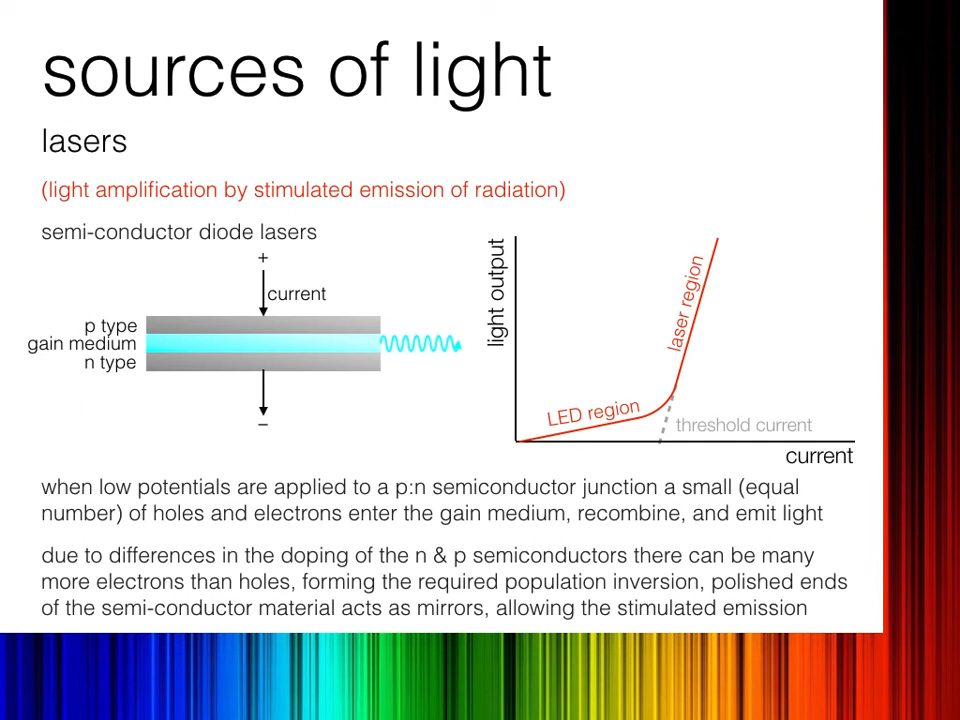 sources of light
lasers
(light amplification by stimulated emission of radiation)
semi-conductor diode lasers
+
current
p type
gain medium
n type
–
light output
laser region
LED region
threshold current
current
when low potentials are applied to a p:n semiconductor junction a small (equal
number) of holes and electrons enter the gain medium, recombine, and emit light
due to differences in the doping of the n & p semiconductors there can be many
more electrons than holes, forming the required population inversion, polished ends
of the semi-conductor material acts as mirrors, allowing the stimulated emission